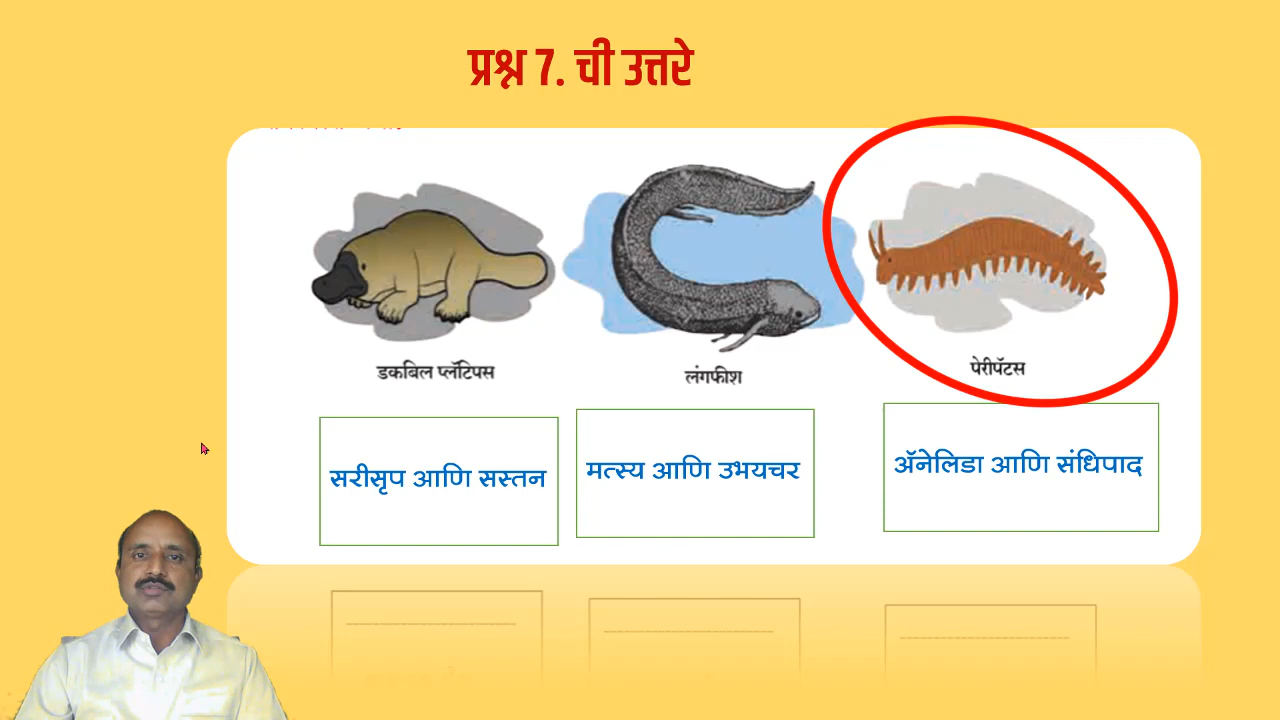 प्रश्न 7. ची उत्तरे
डकबिल प्लॅटिपस
लंगफीश
पेरीपॅटस
सरीसृप आणि सस्तन
मत्स्य आणि उभयचर
ॲनेलिडा आणि संधिपाद